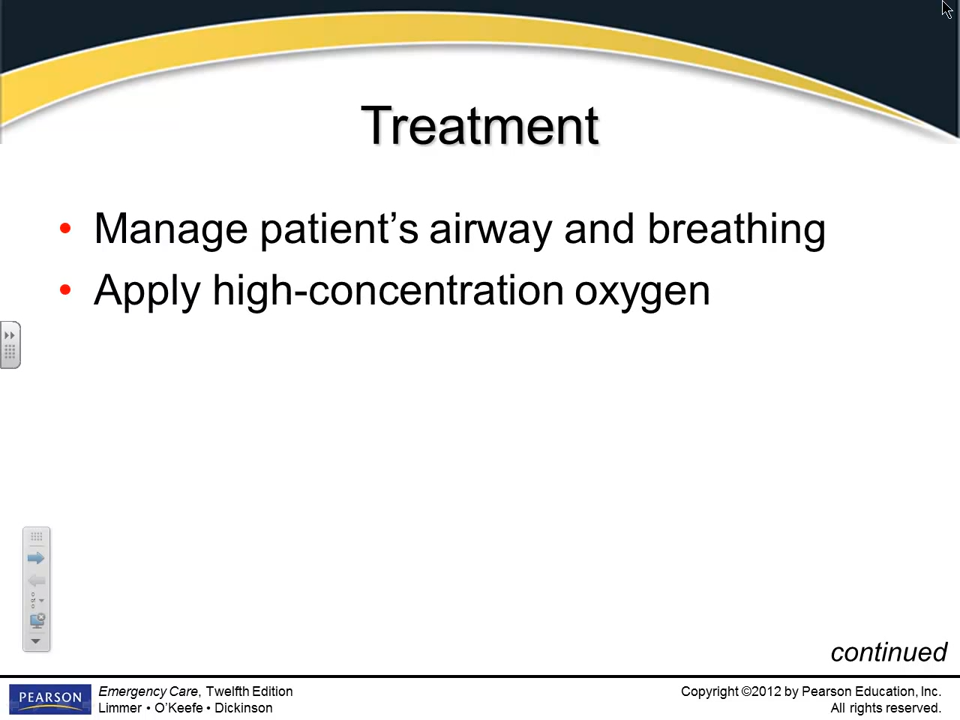 Treatment
• Manage patient’s airway and breathing
• Apply high-concentration oxygen
continued
PEARSON
Emergency Care, Twelfth Edition
Limmer • O’Keefe • Dickinson
Copyright ©2012 by Pearson Education, Inc.
All rights reserved.